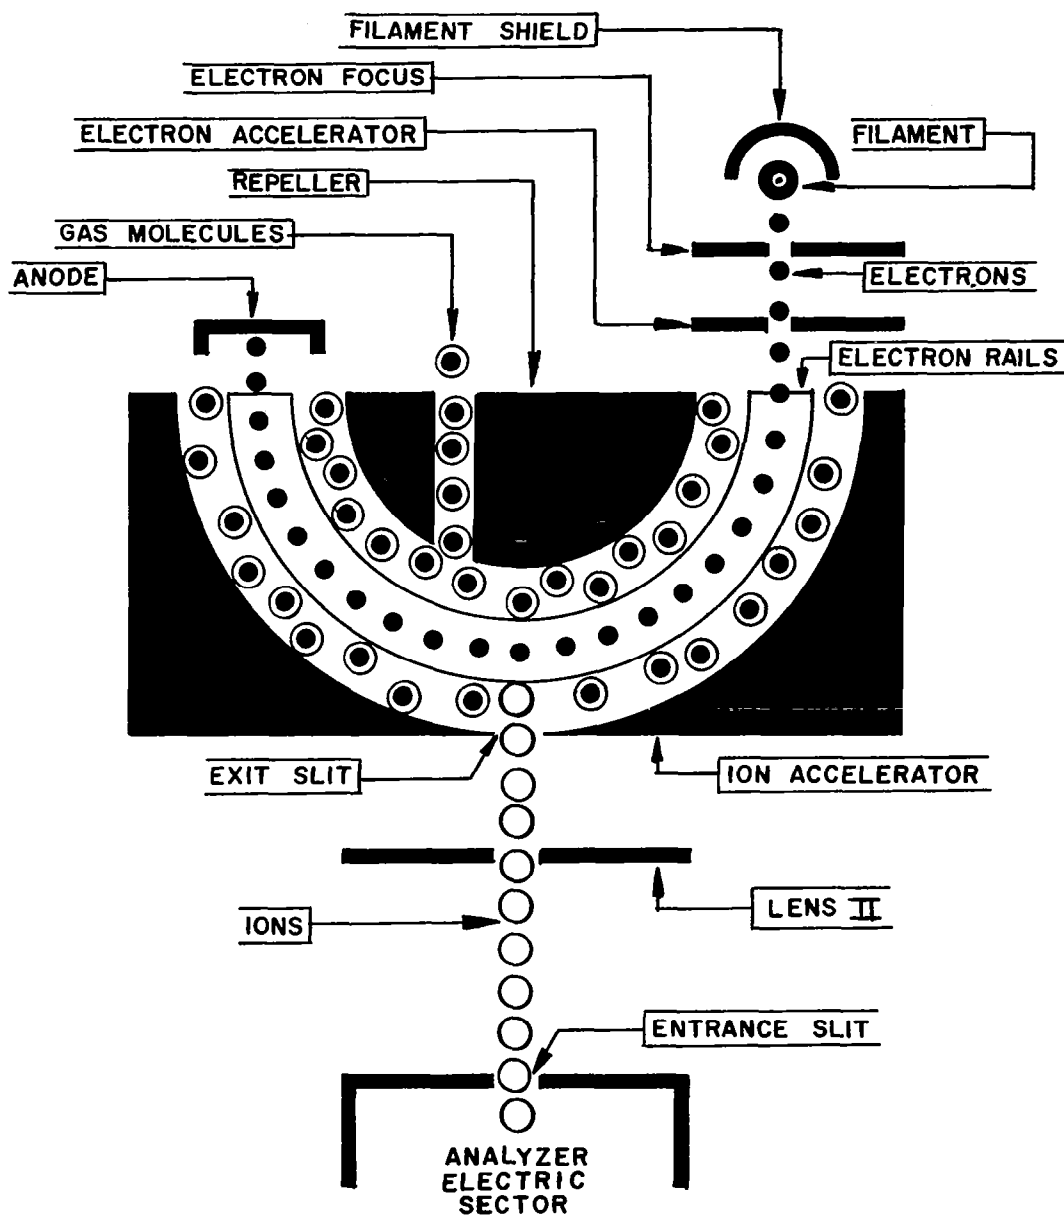 FILAMENT SHIELD
ELECTRON FOCUS
ELECTRON ACCELERATOR
FILAMENT
REPELLER
GAS MOLECULES
ANODE
ELECTRONS
ELECTRON RAILS
EXIT SLIT
ION ACCELERATOR
LENS II
IONS
ENTRANCE SLIT
ANALYZER
ELECTRIC
SECTOR